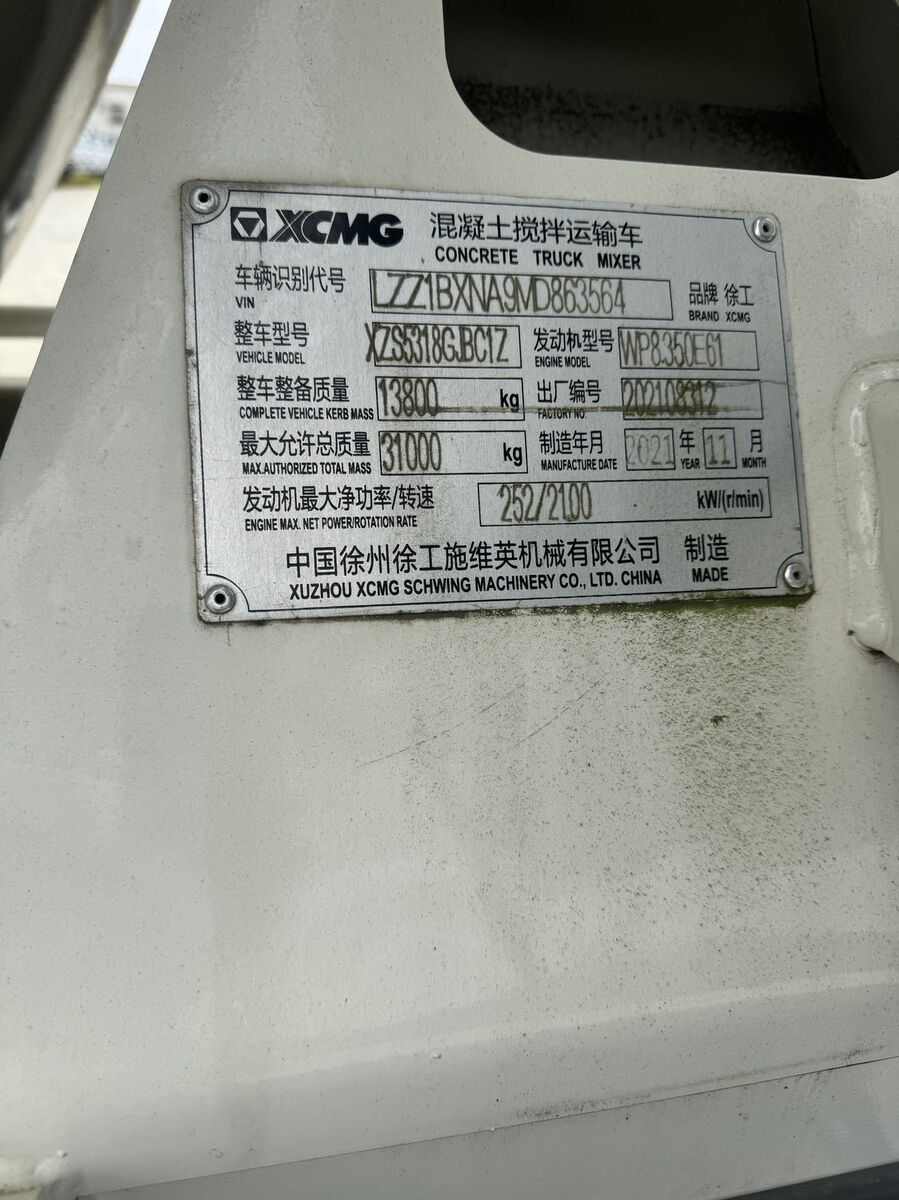 XCMG 混凝土搅拌运输车
CONCRETE TRUCK MIXER
车辆识别代号 LZZ1BXNA9MD863564 品牌 徐工
VIN BRAND XCMG
整车型号 XZS5318GJBC1Z 发动机型号 WP8.350E61
VEHICLE MODEL ENGINE MODEL
整车整备质量 13800 kg 出厂编号 202108312
COMPLETE VEHICLE KERB MASS FACTORY NO.
最大允许总质量 31000 kg 制造年月 2021 年 11 月
MAX.AUTHORIZED TOTAL MASS MANUFACTURE DATE YEAR MONTH
发动机最大净功率/转速 252/2100 kW/(r/min)
ENGINE MAX. NET POWER/ROTATION RATE
中国徐州徐工施维英机械有限公司 制造
XUZHOU XCMG SCHWING MACHINERY CO., LTD. CHINA MADE